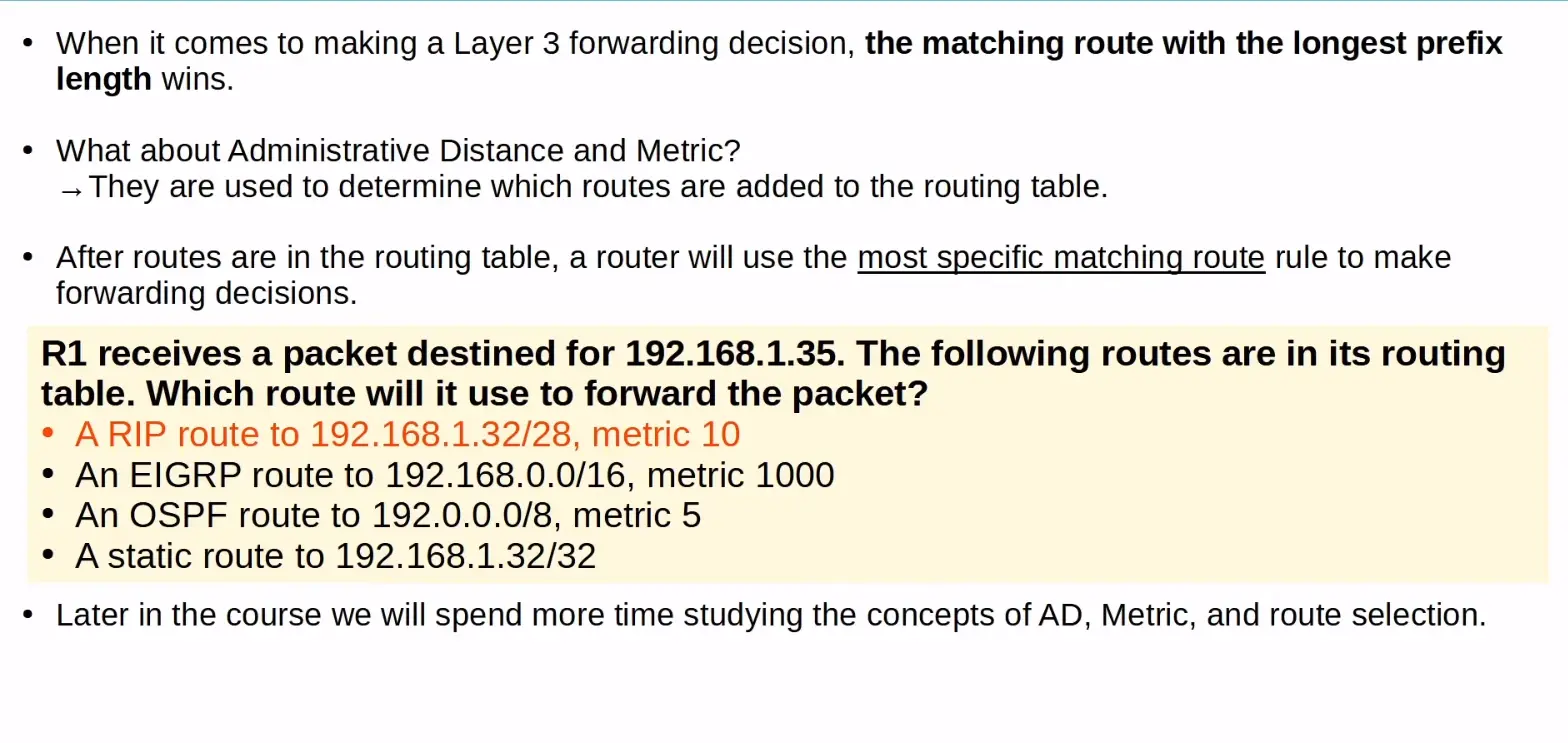 • When it comes to making a Layer 3 forwarding decision, the matching route with the longest prefix
length wins.
• What about Administrative Distance and Metric?
→They are used to determine which routes are added to the routing table.
• After routes are in the routing table, a router will use the most specific matching route rule to make
forwarding decisions.
R1 receives a packet destined for 192.168.1.35. The following routes are in its routing
table. Which route will it use to forward the packet?
• A RIP route to 192.168.1.32/28, metric 10
• An EIGRP route to 192.168.0.0/16, metric 1000
• An OSPF route to 192.0.0.0/8, metric 5
• A static route to 192.168.1.32/32
• Later in the course we will spend more time studying the concepts of AD, Metric, and route selection.